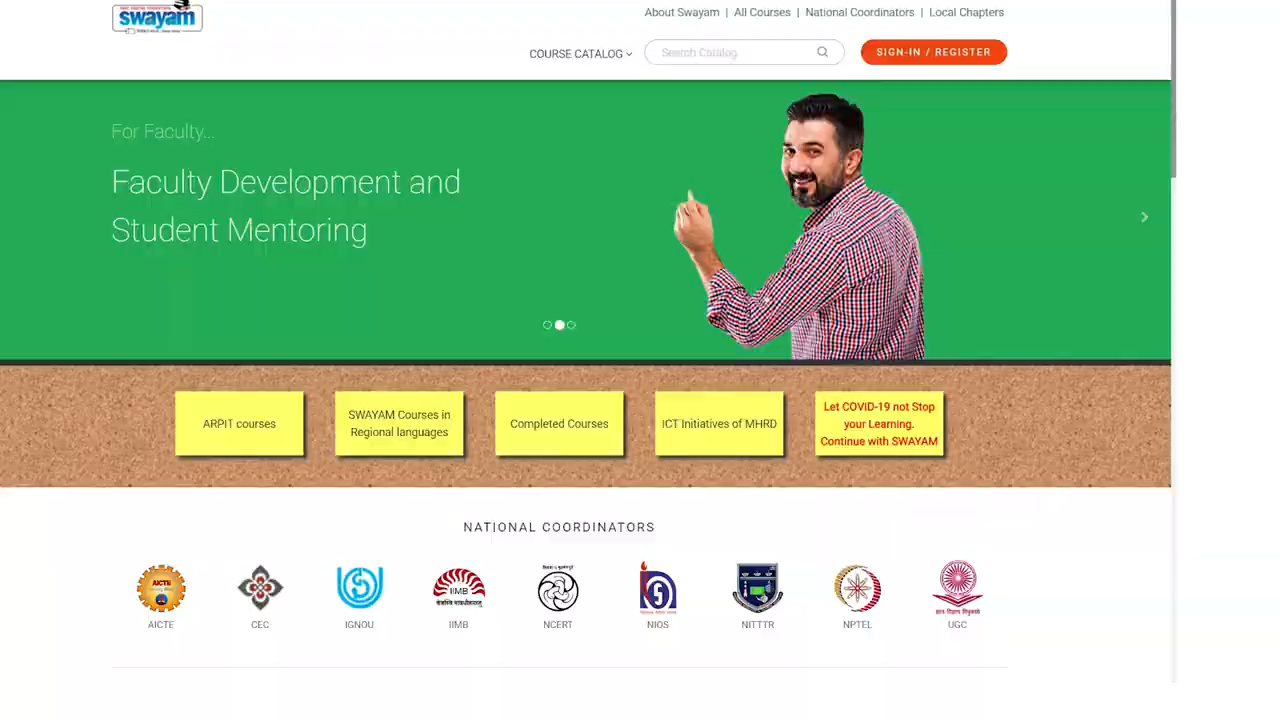 swayam
About Swayam | All Courses | National Coordinators | Local Chapters
COURSE CATALOG
Search Catalog
SIGN-IN / REGISTER
For Faculty...
Faculty Development and
Student Mentoring
ARPIT courses
SWAYAM Courses in
Regional languages
Completed Courses
ICT Initiatives of MHRD
Let COVID-19 not Stop
your Learning.
Continue with SWAYAM
NATIONAL COORDINATORS
AICTE
IIMB
AICTE
CEC
IGNOU
IIMB
NCERT
NIOS
NITTTR
NPTEL
UGC